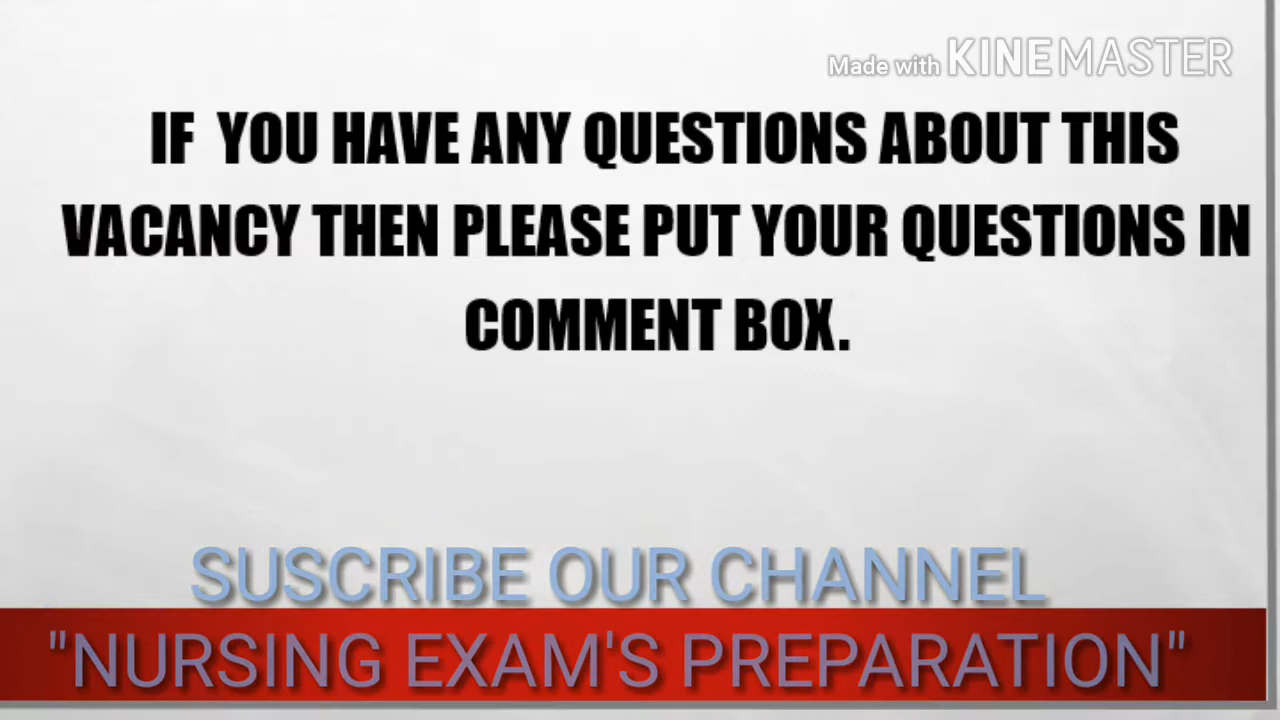 Made with KINEMASTER
IF YOU HAVE ANY QUESTIONS ABOUT THIS
VACANCY THEN PLEASE PUT YOUR QUESTIONS IN
COMMENT BOX.
SUSCRIBE OUR CHANNEL
"NURSING EXAM'S PREPARATION"